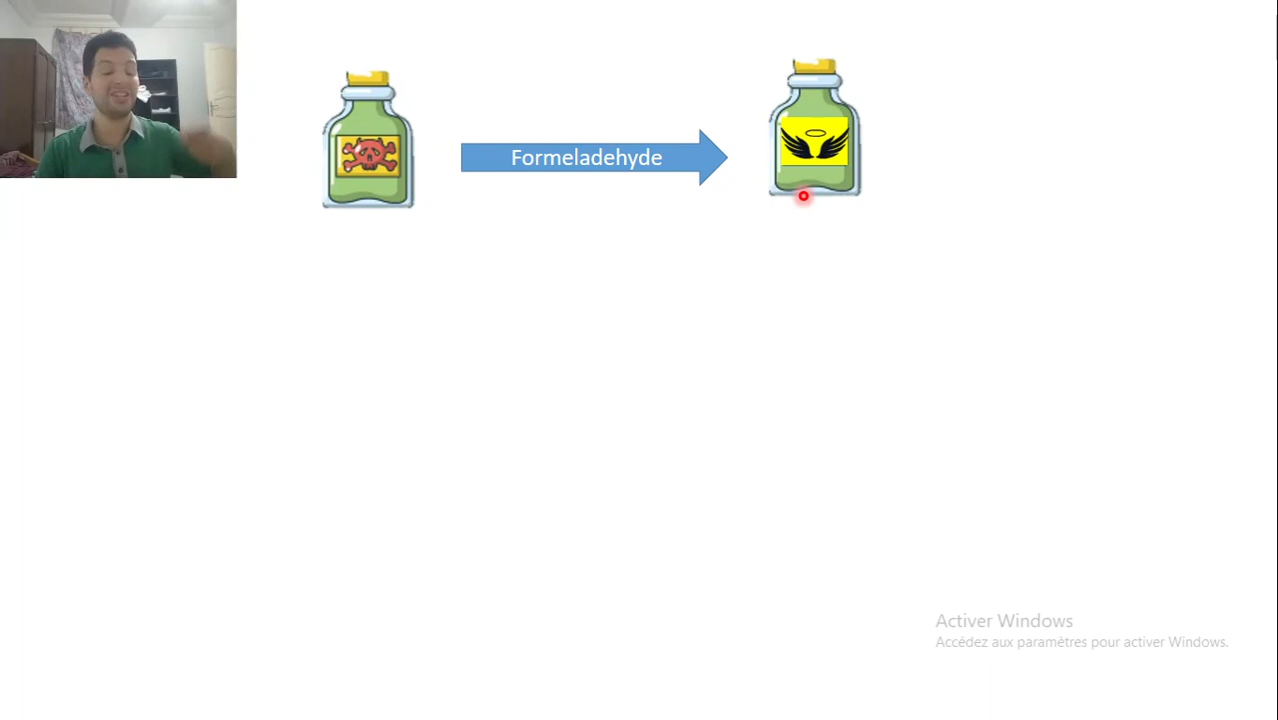 Formeladehyde
Activer Windows
Accédez aux paramètres pour activer Windows.